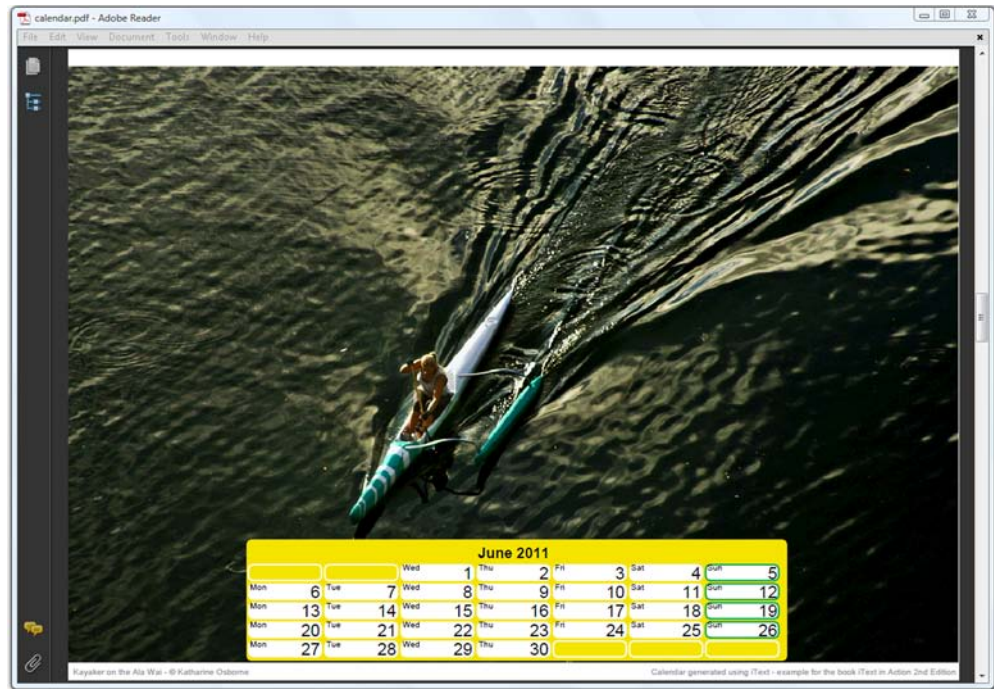 calendar.pdf - Adobe Reader
File Edit View Document Tools Window Help
June 2011
Wed 1 Thu 2 Fri 3 Sat 4 Sun 5
Mon 6 Tue 7 Wed 8 Thu 9 Fri 10 Sat 11 Sun 12
Mon 13 Tue 14 Wed 15 Thu 16 Fri 17 Sat 18 Sun 19
Mon 20 Tue 21 Wed 22 Thu 23 Fri 24 Sat 25 Sun 26
Mon 27 Tue 28 Wed 29 Thu 30
Kayaker on the Ala Wai - © Katharine Osborne
Calendar generated using iText - example for the book iText in Action 2nd Edition